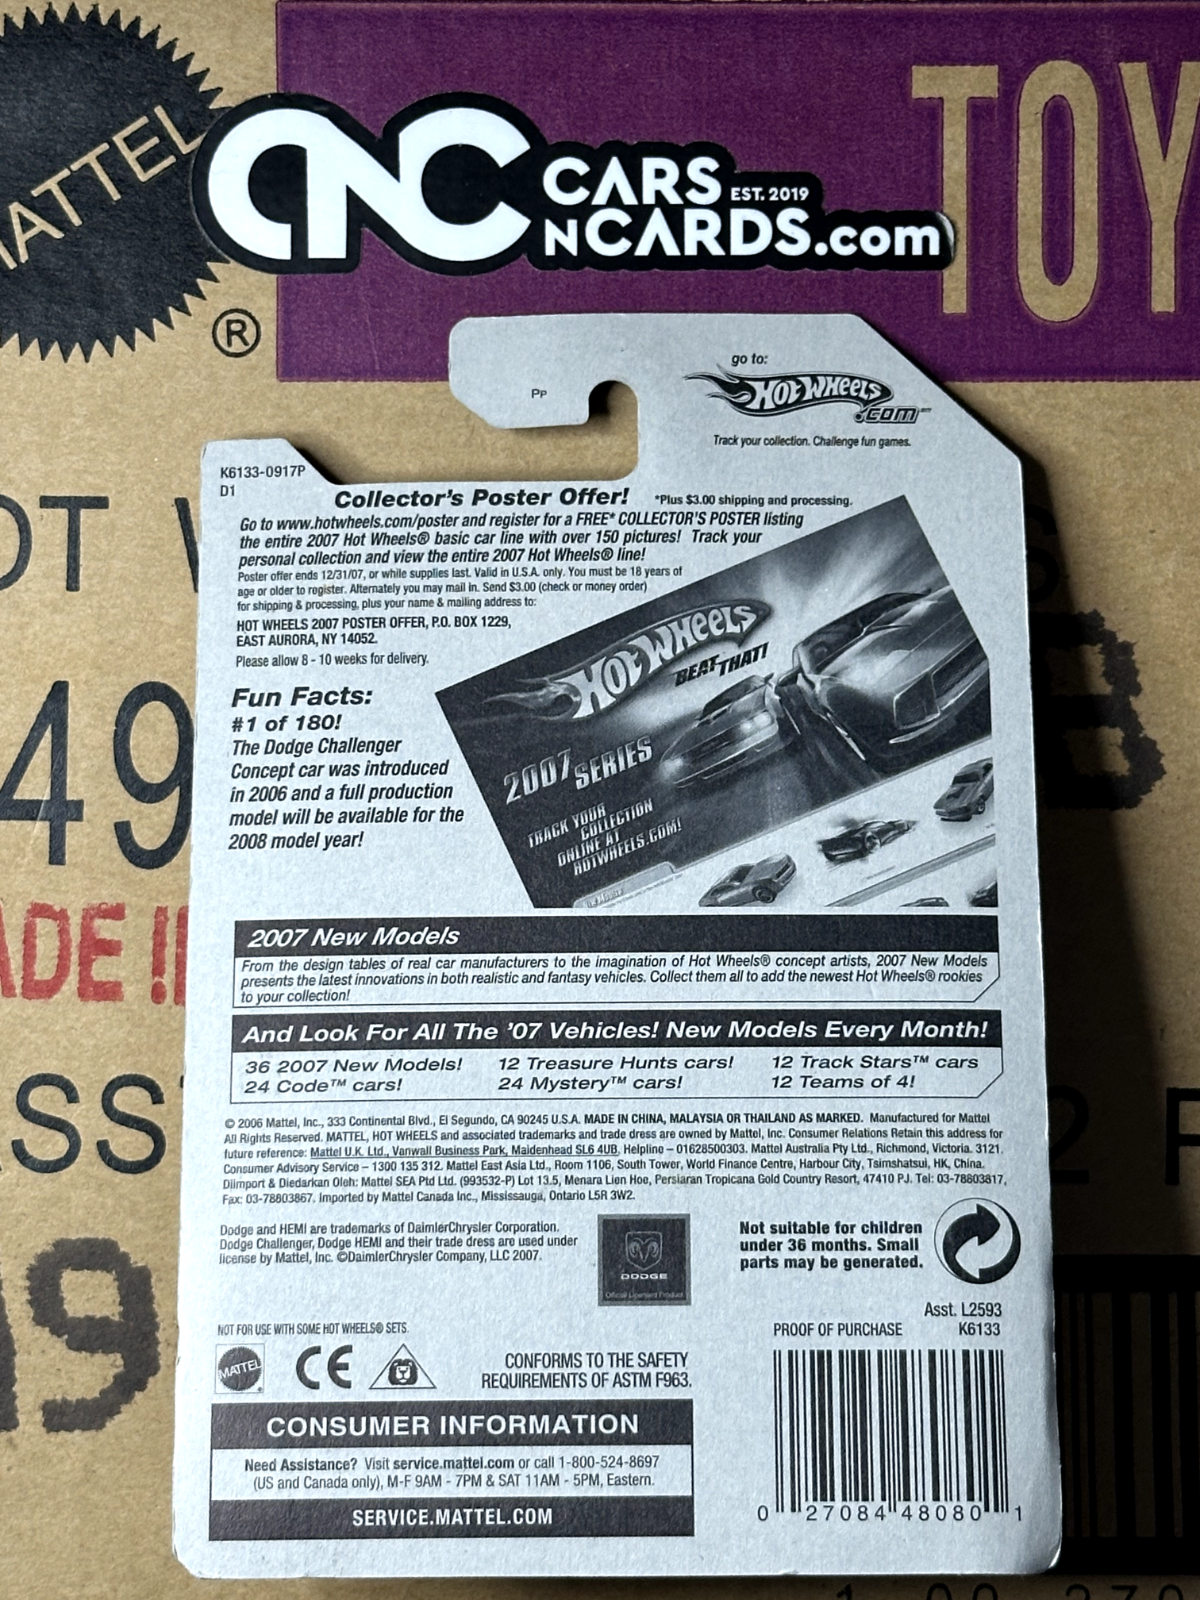 MATTEL
®
TOY
CNC CARS EST. 2019
N CARDS.com
go to:
HOT WHEELS
.com™
Track your collection. Challenge fun games.
PP
K6133-0917P
D1
Collector's Poster Offer! *Plus $3.00 shipping and processing.
Go to www.hotwheels.com/poster and register for a FREE* COLLECTOR'S POSTER listing
the entire 2007 Hot Wheels® basic car line with over 150 pictures! Track your
personal collection and view the entire 2007 Hot Wheels® line!
Poster offer ends 12/31/07, or while supplies last. Valid in U.S.A. only. You must be 18 years of
age or older to register. Alternately you may mail in. Send $3.00 (check or money order)
for shipping & processing, plus your name & mailing address to:
HOT WHEELS 2007 POSTER OFFER, P.O. BOX 1229,
EAST AURORA, NY 14052.
Please allow 8 - 10 weeks for delivery.
HOT WHEELS
BEAT THAT!
2007 SERIES
TRACK YOUR
COLLECTION
ONLINE AT
HOTWHEELS.COM!
Fun Facts:
#1 of 180!
The Dodge Challenger
Concept car was introduced
in 2006 and a full production
model will be available for the
2008 model year!
2007 New Models
From the design tables of real car manufacturers to the imagination of Hot Wheels® concept artists, 2007 New Models
presents the latest innovations in both realistic and fantasy vehicles. Collect them all to add the newest Hot Wheels® rookies
to your collection!
And Look For All The '07 Vehicles! New Models Every Month!
36 2007 New Models! 12 Treasure Hunts cars! 12 Track Stars™ cars
24 Code™ cars! 24 Mystery™ cars! 12 Teams of 4!
© 2006 Mattel, Inc., 333 Continental Blvd., El Segundo, CA 90245 U.S.A. MADE IN CHINA, MALAYSIA OR THAILAND AS MARKED. Manufactured for Mattel
All Rights Reserved. MATTEL, HOT WHEELS and associated trademarks and trade dress are owned by Mattel, Inc. Consumer Relations Retain this address for
future reference: Mattel U.K. Ltd., Vanwall Business Park, Maidenhead SL6 4UB, Helpline – 01628500303. Mattel Australia Pty Ltd., Richmond, Victoria. 3121.
Consumer Advisory Service – 1300 135 312. Mattel East Asia Ltd., Room 1106, South Tower, World Finance Centre, Harbour City, Tsimshatsui, HK, China.
Diimport & Diedarkan Oleh: Mattel SEA Ptd Ltd. (993532-P) Lot 13.5, Menara Lien Hoe, Persiaran Tropicana Gold Country Resort, 47410 PJ. Tel: 03-78803817,
Fax: 03-78803867. Imported by Mattel Canada Inc., Mississauga, Ontario L5R 3W2.
Dodge and HEMI are trademarks of DaimlerChrysler Corporation.
Dodge Challenger, Dodge HEMI and their trade dress are used under
license by Mattel, Inc. ©DaimlerChrysler Company, LLC 2007.
DODGE
Official Licensed Product
Not suitable for children
under 36 months. Small
parts may be generated.
Asst. L2593
PROOF OF PURCHASE K6133
NOT FOR USE WITH SOME HOT WHEELS® SETS.
MATTEL
CE
CONFORMS TO THE SAFETY
REQUIREMENTS OF ASTM F963.
CONSUMER INFORMATION
Need Assistance? Visit service.mattel.com or call 1-800-524-8697
(US and Canada only), M-F 9AM - 7PM & SAT 11AM - 5PM, Eastern.
SERVICE.MATTEL.COM
0 27084 48080 1
OT
49
ADE
ASS